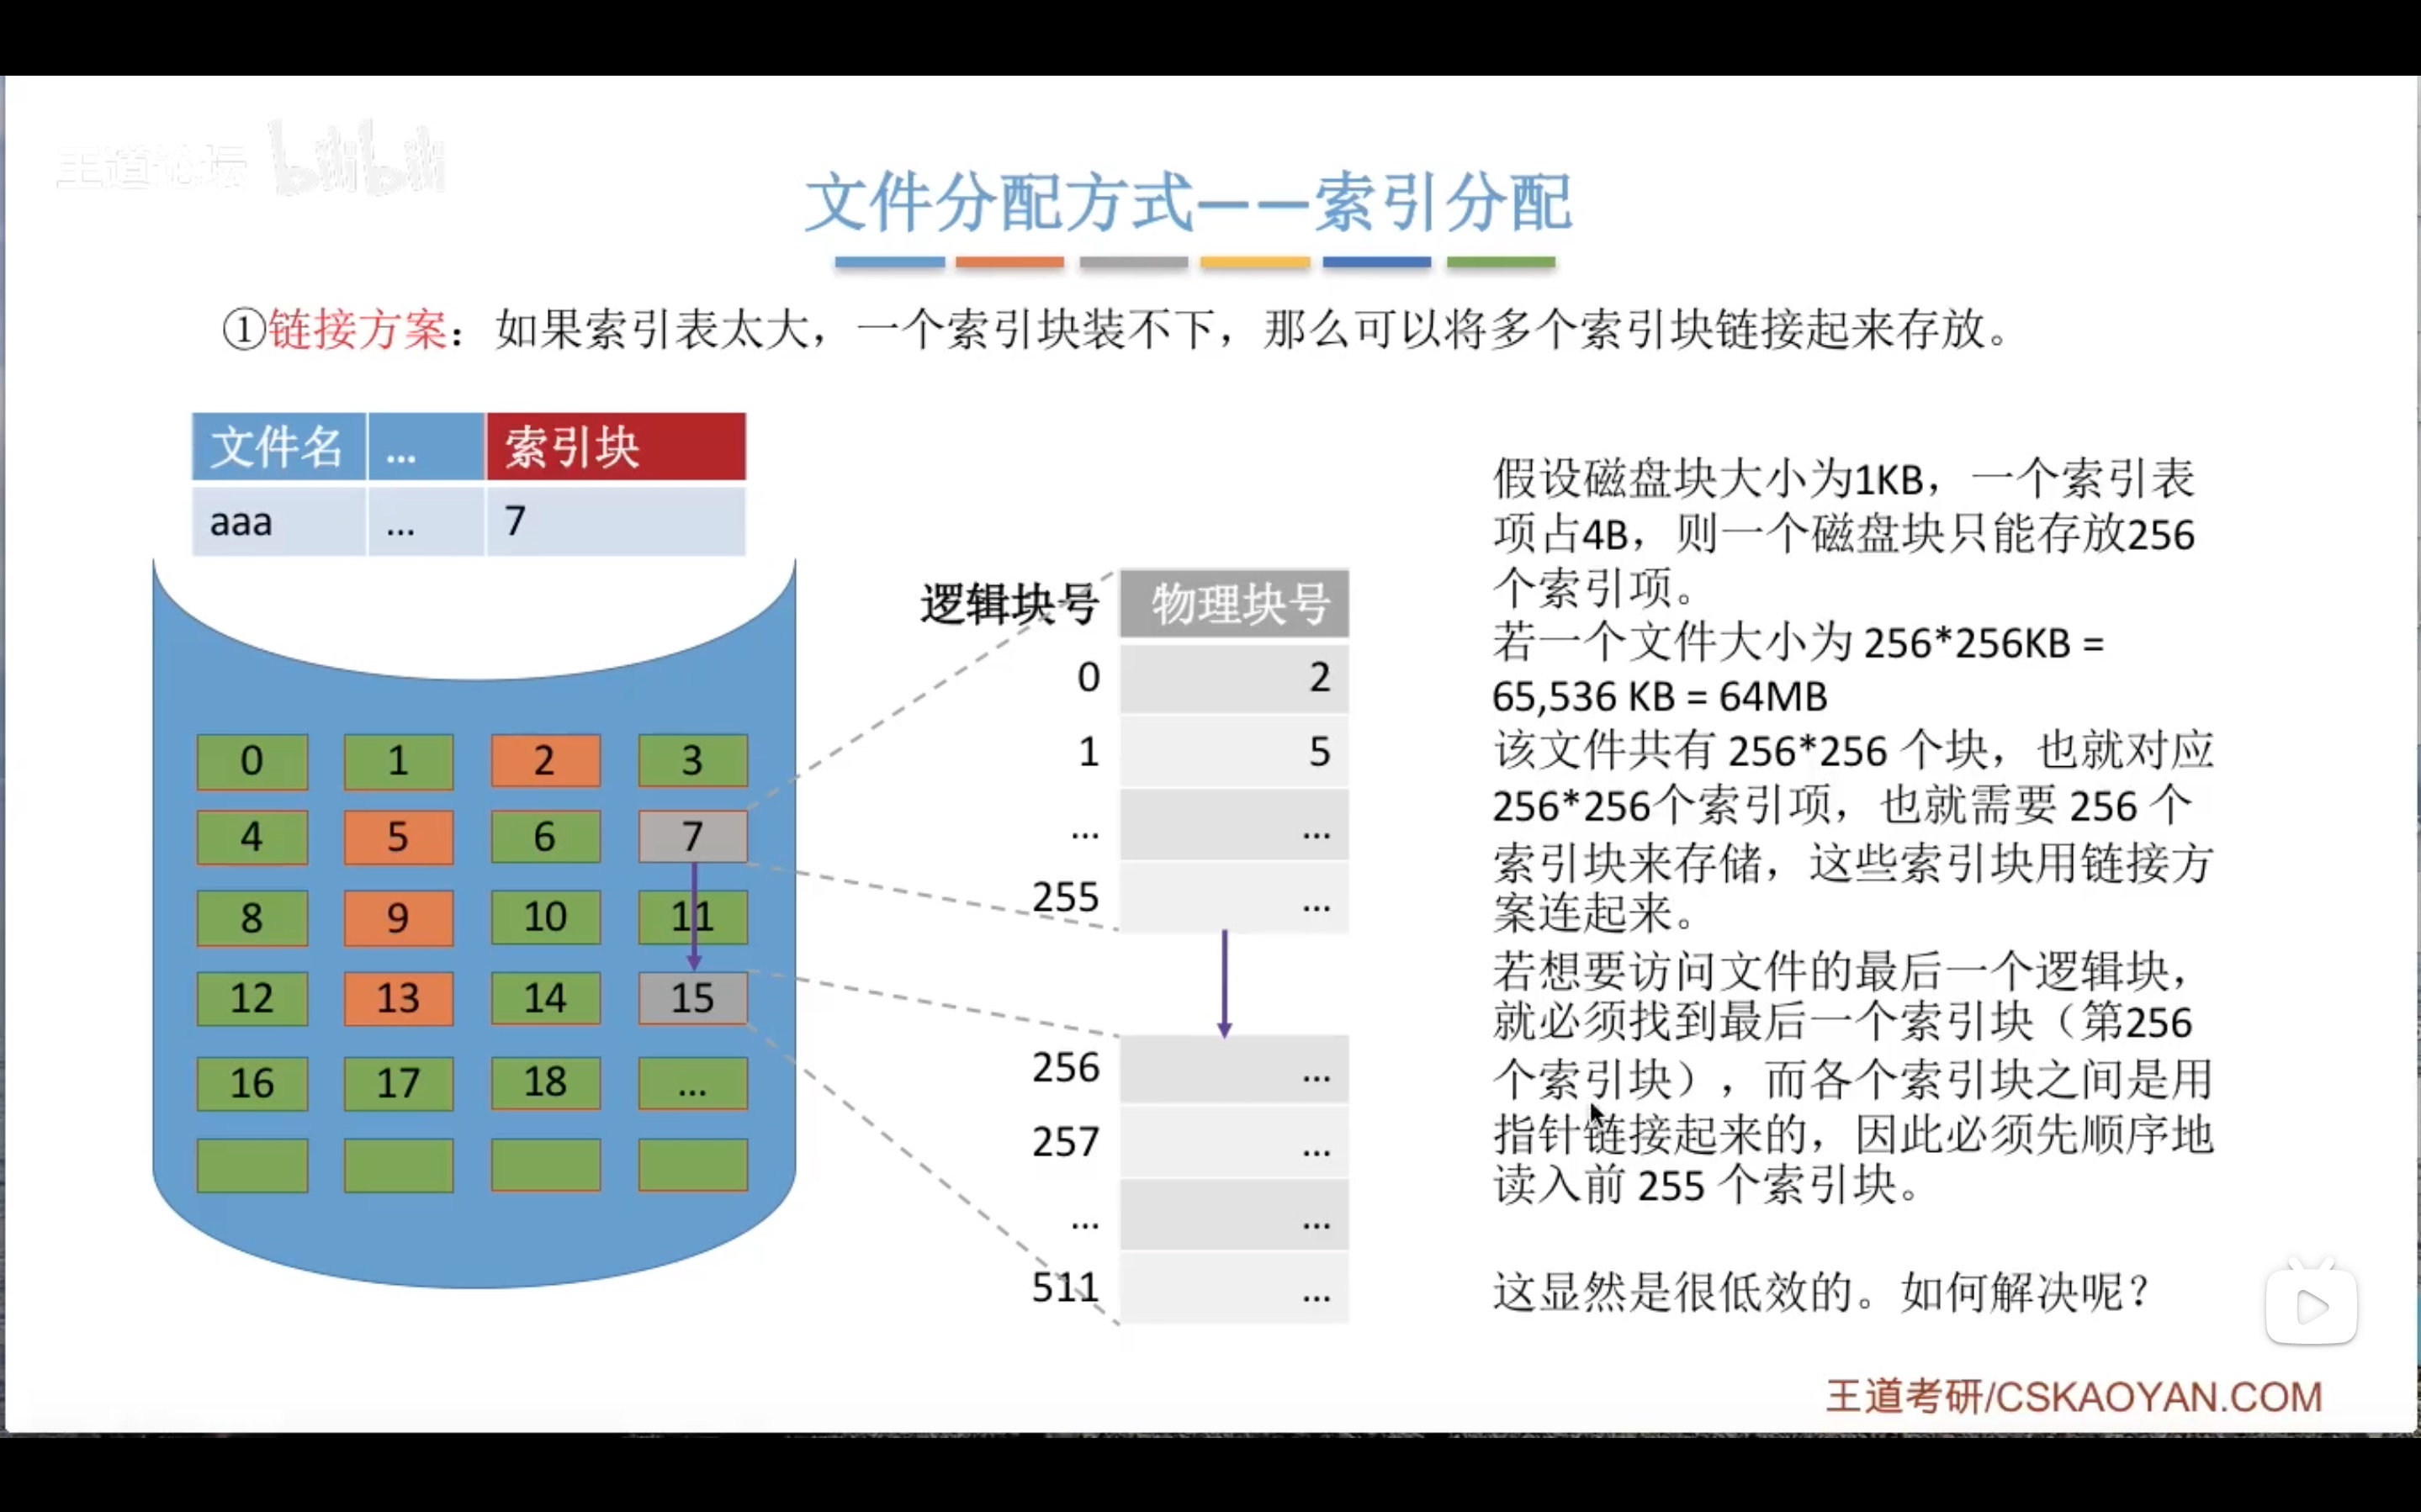 王道论坛 bilibili
文件分配方式——索引分配
①链接方案：如果索引表太大，一个索引块装不下，那么可以将多个索引块链接起来存放。
文件名 ... 索引块
aaa ... 7
0 1 2 3
4 5 6 7
8 9 10 11
12 13 14 15
16 17 18 ...
逻辑块号 物理块号
0 2
1 5
... ...
255 ...
256 ...
257 ...
... ...
511 ...
假设磁盘块大小为1KB，一个索引表
项占4B，则一个磁盘块只能存放256
个索引项。
若一个文件大小为 256*256KB =
65,536 KB = 64MB
该文件共有 256*256 个块，也就对应
256*256个索引项，也就需要 256 个
索引块来存储，这些索引块用链接方
案连起来。
若想要访问文件的最后一个逻辑块，
就必须找到最后一个索引块（第256
个索引块），而各个索引块之间是用
指针链接起来的，因此必须先顺序地
读入前 255 个索引块。
这显然是很低效的。如何解决呢？
王道考研/CSKAOYAN.COM